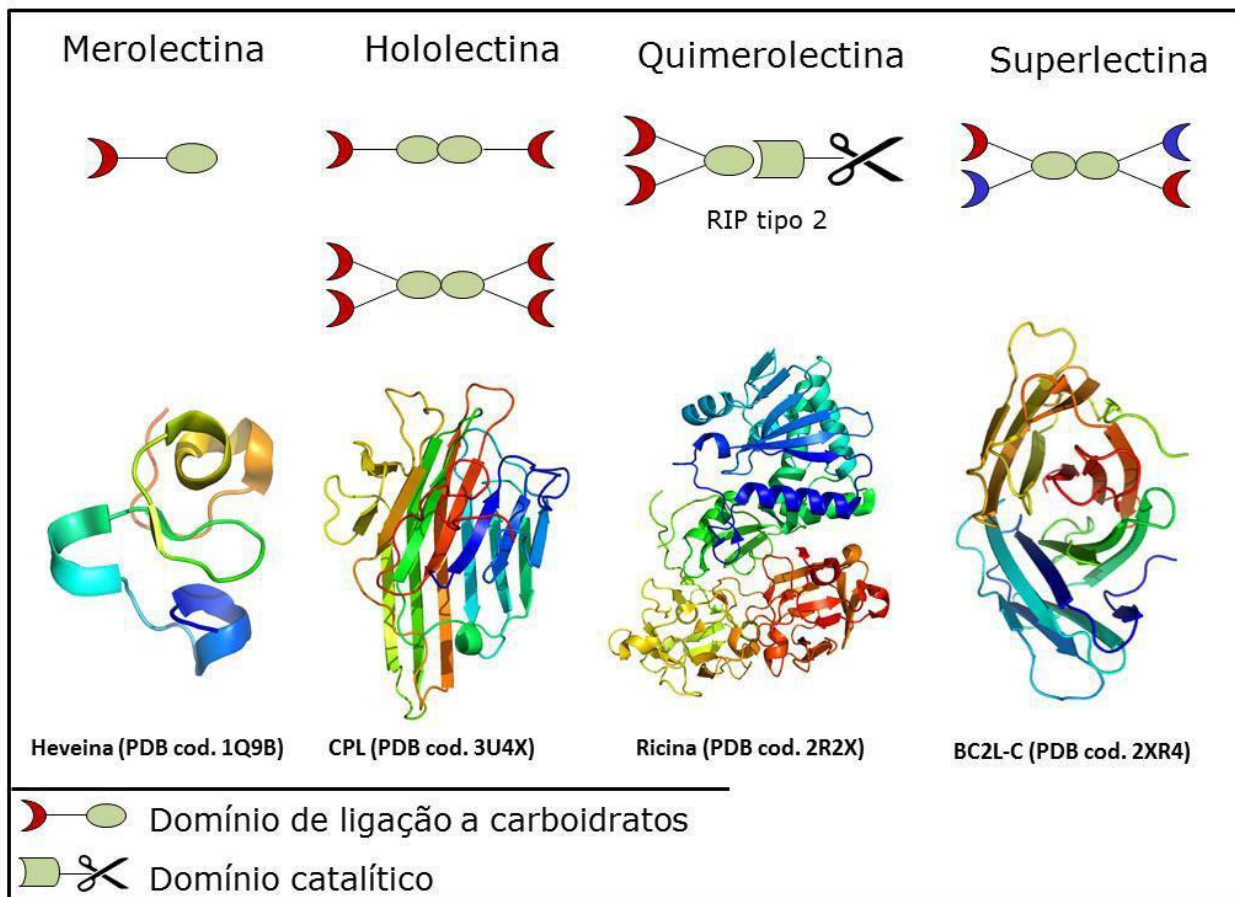 Merolectina
Hololectina
Quimerolectina
Superlectina
RIP tipo 2
Heveina (PDB cod. 1Q9B)
CPL (PDB cod. 3U4X)
Ricina (PDB cod. 2R2X)
BC2L-C (PDB cod. 2XR4)
Domínio de ligação a carboidratos
Domínio catalítico